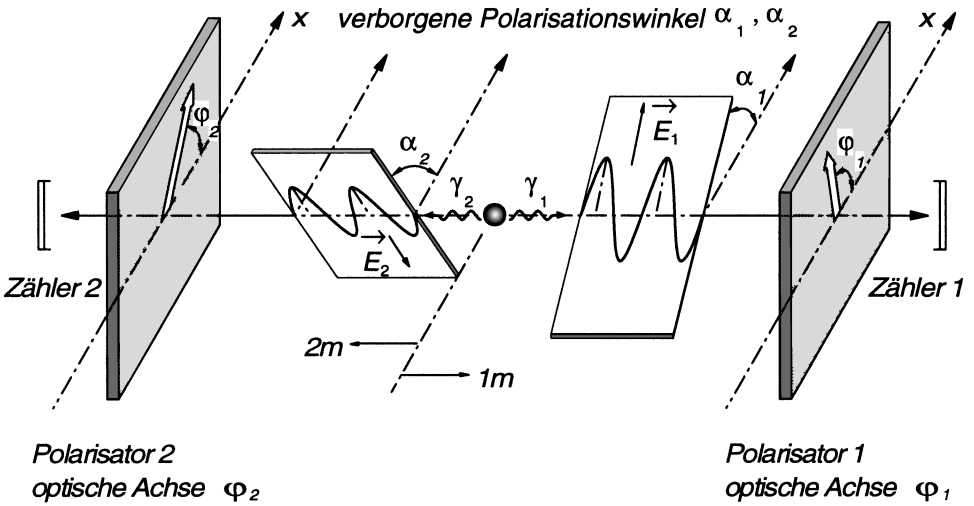 x verborgene Polarisationswinkel α₁, α₂ x
α₁
φ₂
E₁
φ₁
α₂
γ₂ γ₁
E₂
Zähler 2 Zähler 1
2m
1m
Polarisator 2 Polarisator 1
optische Achse φ₂ optische Achse φ₁